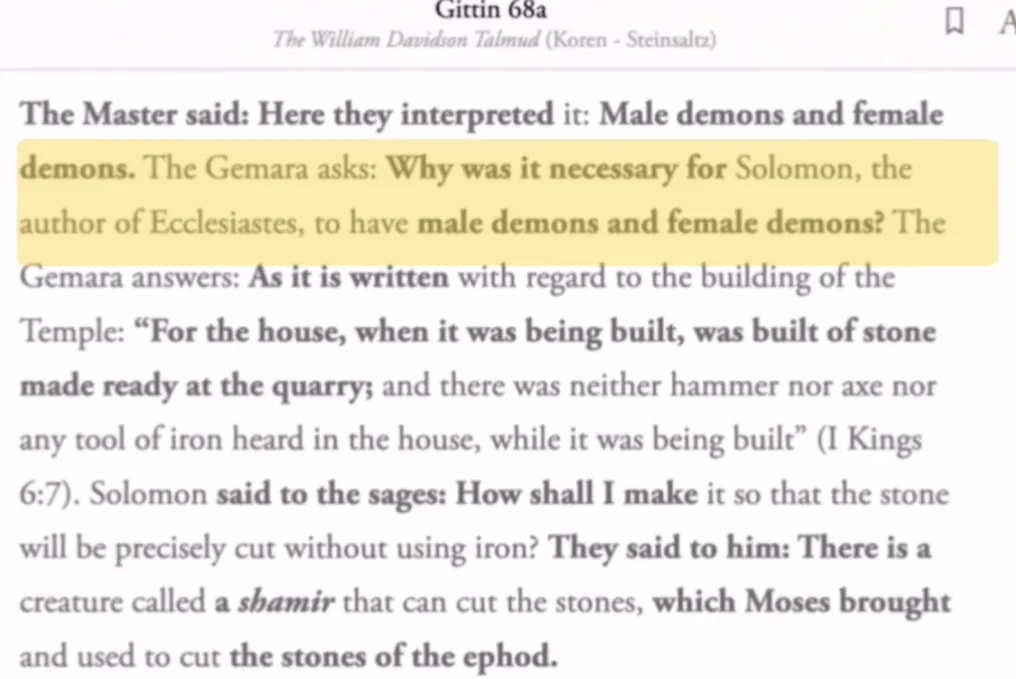 Gittin 68a
The William Davidson Talmud (Koren - Steinsaltz)
The Master said: Here they interpreted it: Male demons and female
demons. The Gemara asks: Why was it necessary for Solomon, the
author of Ecclesiastes, to have male demons and female demons? The
Gemara answers: As it is written with regard to the building of the
Temple: “For the house, when it was being built, was built of stone
made ready at the quarry; and there was neither hammer nor axe nor
any tool of iron heard in the house, while it was being built” (I Kings
6:7). Solomon said to the sages: How shall I make it so that the stone
will be precisely cut without using iron? They said to him: There is a
creature called a shamir that can cut the stones, which Moses brought
and used to cut the stones of the ephod.